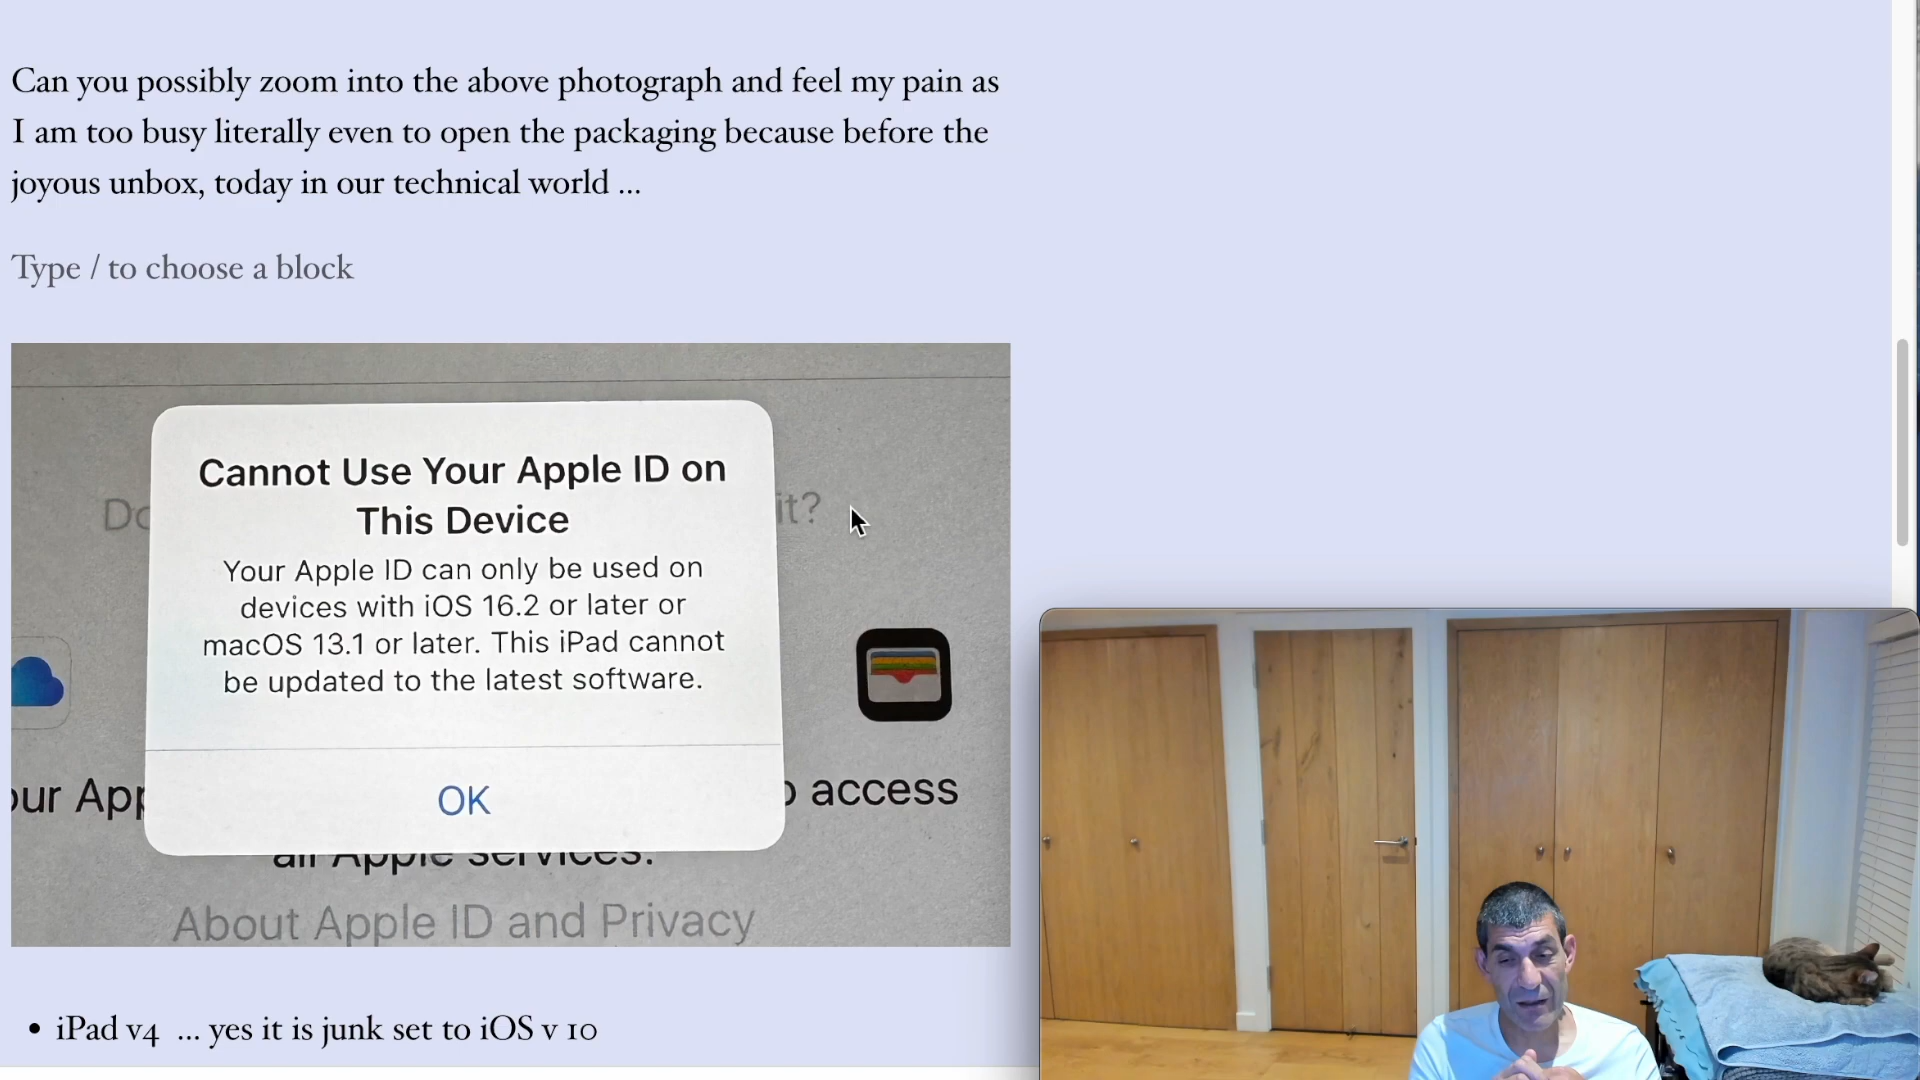 Can you possibly zoom into the above photograph and feel my pain as
I am too busy literally even to open the packaging because before the
joyous unbox, today in our technical world ...
Type / to choose a block
Cannot Use Your Apple ID on
This Device
it?
Your Apple ID can only be used on
devices with iOS 16.2 or later or
macOS 13.1 or later. This iPad cannot
be updated to the latest software.
OK
access
all Apple services.
About Apple ID and Privacy
• iPad v4 ... yes it is junk set to iOS v 10